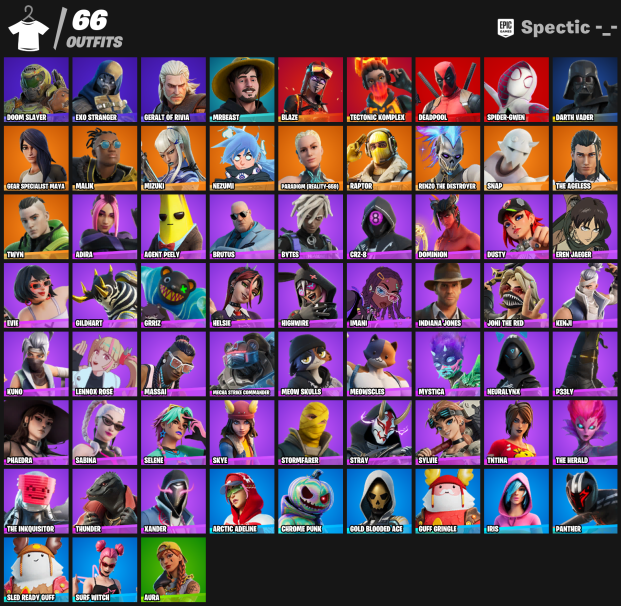 66
OUTFITS
EPIC
GAMES
Spectic -_-
DOOM SLAYER
EXO STRANGER
GERALT OF RIVIA
MRBEAST
BLAZE
TECTONIC KOMPLEX
DEADPOOL
SPIDER-GWEN
DARTH VADER
GEAR SPECIALIST MAYA
MALIK
MIZUKI
NEZUMI
PARADIGM (REALITY-659)
RAPTOR
RENZO THE DESTROYER
SNAP
THE AGELESS
THYN
ADIRA
AGENT PEELY
BRUTUS
BYTES
CRZ-8
DOMINION
DUSTY
EREN JAEGER
EVIE
GILDHART
GRRIZ
HELSIE
HIGHWIRE
IMANI
INDIANA JONES
JONI THE RED
KENJI
KUNO
LENNOX ROSE
MASSAI
MECHA STRIKE COMMANDER
MEOW SKULLS
MEOWSCLES
MYSTICA
NEURALYNX
P33LY
PHAEDRA
SABINA
SELENE
SKYE
STORMFARER
STRAY
SYLVIE
TNTINA
THE HERALD
THE INKQUISITOR
THUNDER
XANDER
ARCTIC ADELINE
CHROME PUNK
GOLD BLOODED ACE
GUFF GRINGLE
IRIS
PANTHER
SLED READY GUFF
SURF WITCH
AURA